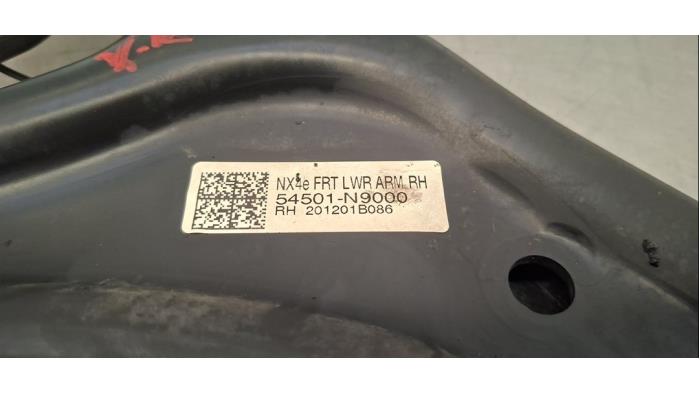 NX4e FRT LWR ARM RH
54501-N9000
RH 201201B086